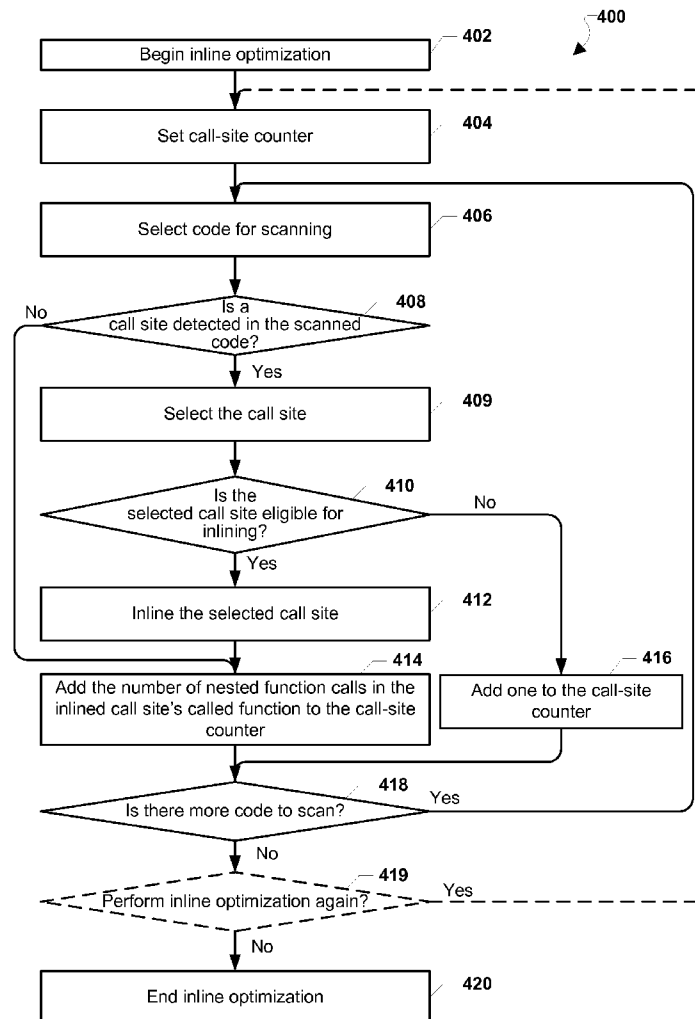 400
Begin inline optimization
402
Set call-site counter
404
Select code for scanning
406
No
Is a
call site detected in the scanned
code?
408
Yes
Select the call site
409
Is the
selected call site eligible for
inlining?
410
No
Yes
Inline the selected call site
412
Add the number of nested function calls in the
inlined call site's called function to the call-site
counter
414
Add one to the call-site
counter
416
Is there more code to scan?
418
Yes
No
Perform inline optimization again?
419
Yes
No
End inline optimization
420